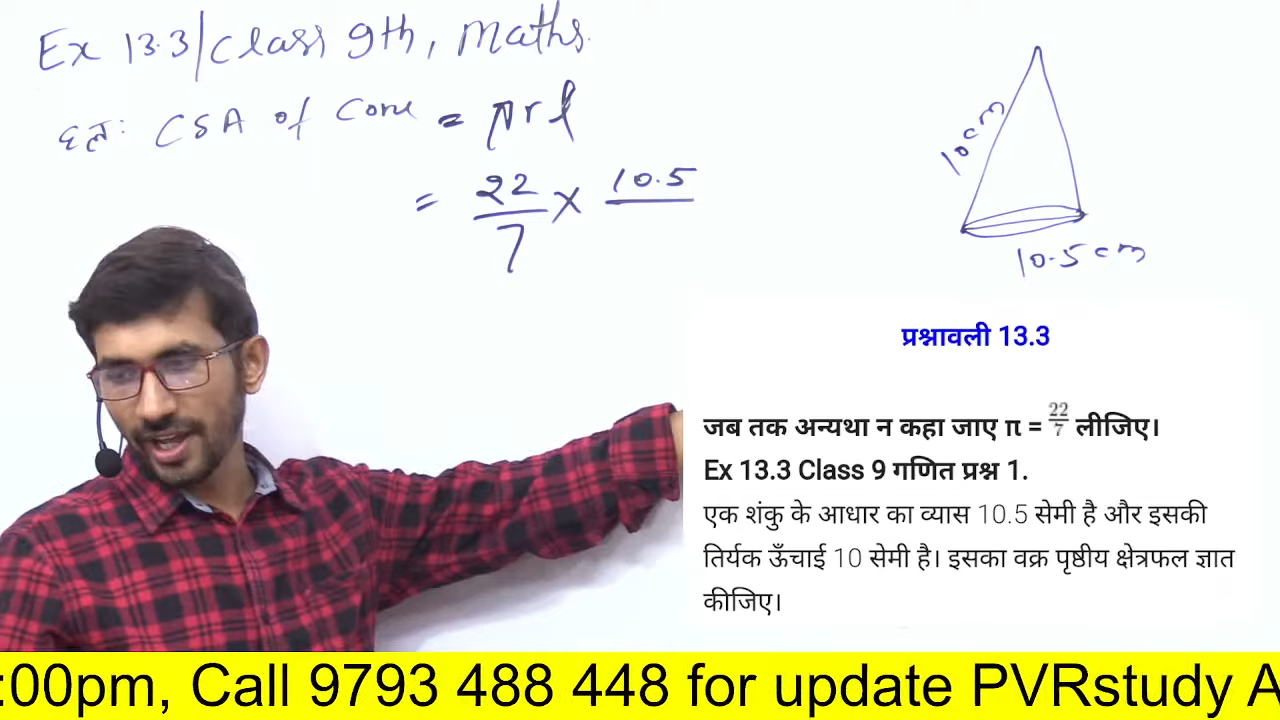 Ex 13.3/Class 9th, Maths.
हल: CSA of Cone = πrl
= 22/7 × 10.5
10cm
10.5cm
प्रश्नावली 13.3
जब तक अन्यथा न कहा जाए π = 22/7 लीजिए।
Ex 13.3 Class 9 गणित प्रश्न 1.
एक शंकु के आधार का व्यास 10.5 सेमी है और इसकी
तिर्यक ऊँचाई 10 सेमी है। इसका वक्र पृष्ठीय क्षेत्रफल ज्ञात
कीजिए।
:00pm, Call 9793 488 448 for update PVRstudy A